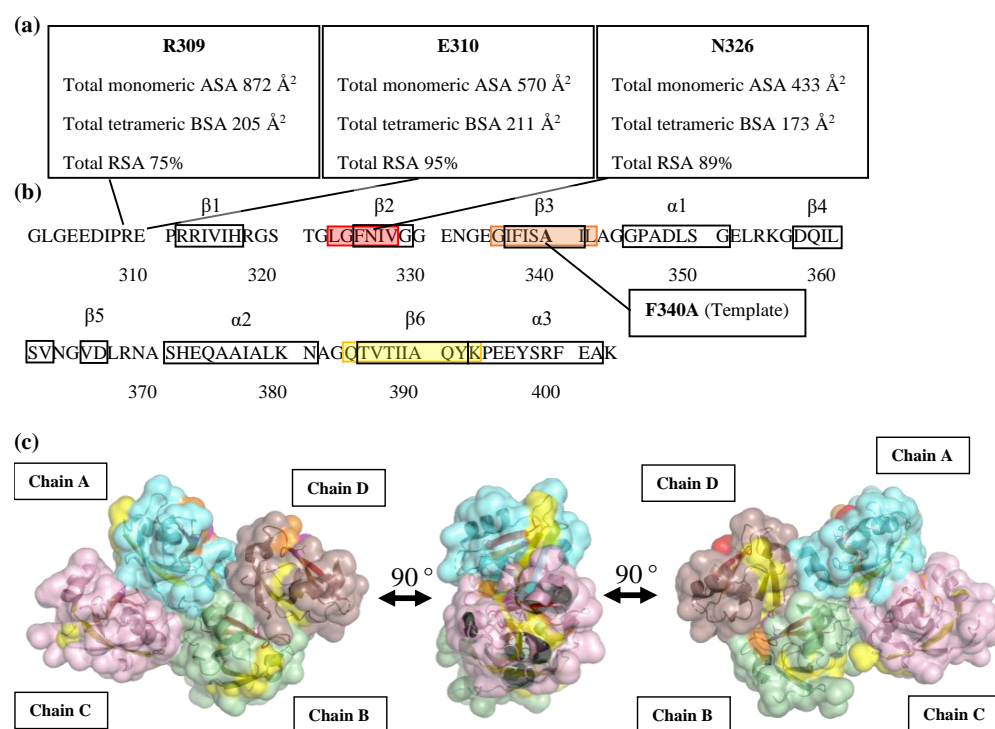 (a)
R309
Total monomeric ASA 872 Å²
Total tetrameric BSA 205 Å²
Total RSA 75%
E310
Total monomeric ASA 570 Å²
Total tetrameric BSA 211 Å²
Total RSA 95%
N326
Total monomeric ASA 433 Å²
Total tetrameric BSA 173 Å²
Total RSA 89%
(b)
β1 β2 β3 α1 β4
GLGEEDIPRE PRRIVIHRGS TGLGFNIVGG ENGEGIFISA ILAGGPADLS GELRKGDQIL
310 320 330 340 350 360
F340A (Template)
β5 α2 β6 α3
SVNGVDLRNA SHEQAAIALK NAGQTVTIIA QYKPEEYSRF EAK
370 380 390 400
(c)
Chain A
Chain D
Chain C
Chain B
90 °
90 °
Chain A
Chain D
Chain B
Chain C